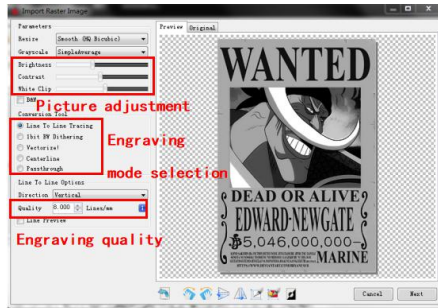 Import Raster Image
Parameters
Resize Smooth (HQ Bicubic)
Grayscale SimpleAverage
Brightness
Contrast
White Clip
B&W
Picture adjustment
Conversion Tool
Line To Line Tracing
1bit BW Dithering
Vectorize!
Centerline
Passthrough
Engraving
mode selection
Line To Line Options
Direction Vertical
Quality 8.000 Lines/mm
Line Preview
Engraving quality
Preview Original
WANTED
DEAD OR ALIVE
EDWARD·NEWGATE
5,046,000,000-
MARINE
Cancel Next